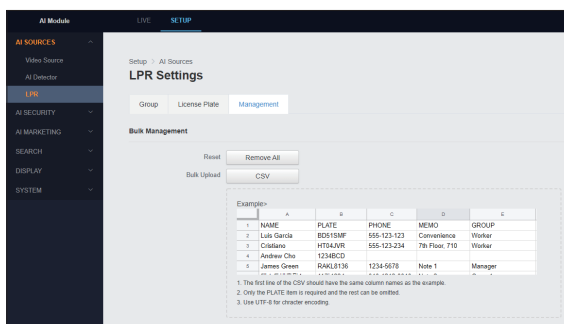 AI Module
LIVE SETUP
AI SOURCES
Video Source
AI Detector
LPR
AI SECURITY
AI MARKETING
SEARCH
DISPLAY
SYSTEM
Setup > AI Sources
LPR Settings
Group License Plate Management
Bulk Management
Reset Remove All
Bulk Upload CSV
Example>
A B C D E
1 NAME PLATE PHONE MEMO GROUP
2 Luis Garcia BD51SMF 555-123-123 Convenience Worker
3 Cristiano HT04JVR 555-123-234 7th Floor, 710 Worker
4 Andrew Cho 1234BCD
5 James Green RAKL8136 1234-5678 Note 1 Manager
1. The first line of the CSV should have the same column names as the example.
2. Only the PLATE item is required and the rest can be omitted.
3. Use UTF-8 for chracter encoding.